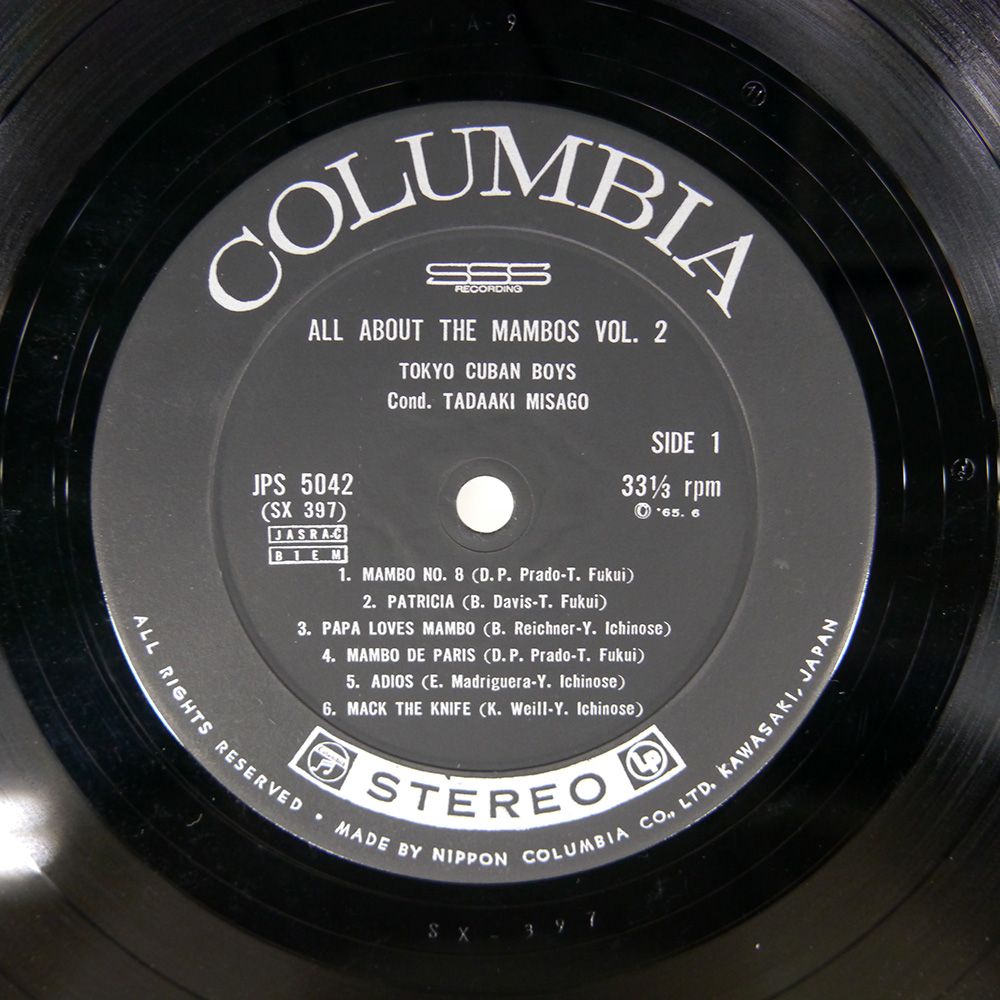 1-A-9
11
COLUMBIA
SSS
RECORDING
ALL ABOUT THE MAMBOS VOL. 2
TOKYO CUBAN BOYS
Cond. TADAAKI MISAGO
SIDE 1
JPS 5042
33⅓ rpm
(SX 397)
Ⓒ '65. 6
JASRAC
BIEM
1. MAMBO NO. 8 (D. P. Prado-T. Fukui)
2. PATRICIA (B. Davis-T. Fukui)
3. PAPA LOVES MAMBO (B. Reichner-Y. Ichinose)
4. MAMBO DE PARIS (D. P. Prado-T. Fukui)
5. ADIOS (E. Madriguera-Y. Ichinose)
6. MACK THE KNIFE (K. Weill-Y. Ichinose)
STEREO
LP
ALL RIGHTS RESERVED • MADE BY NIPPON COLUMBIA CO., LTD. KAWASAKI, JAPAN
SX-397